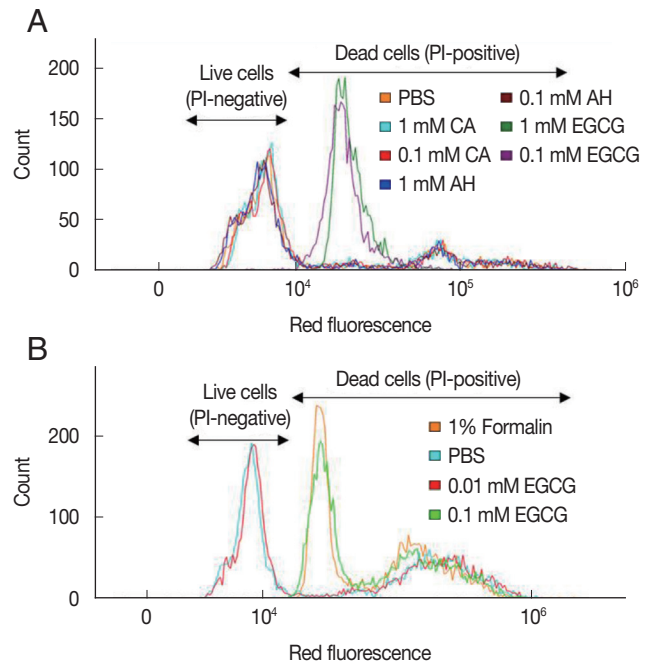 A
Dead cells (PI-positive)
Live cells
(PI-negative)
PBS
1 mM CA
0.1 mM CA
1 mM AH
0.1 mM AH
1 mM EGCG
0.1 mM EGCG
Count
200
150
100
50
0
0
10⁴
10⁵
10⁶
Red fluorescence
B
Dead cells (PI-positive)
Live cells
(PI-negative)
1% Formalin
PBS
0.01 mM EGCG
0.1 mM EGCG
Count
200
100
0
0
10⁴
10⁶
Red fluorescence